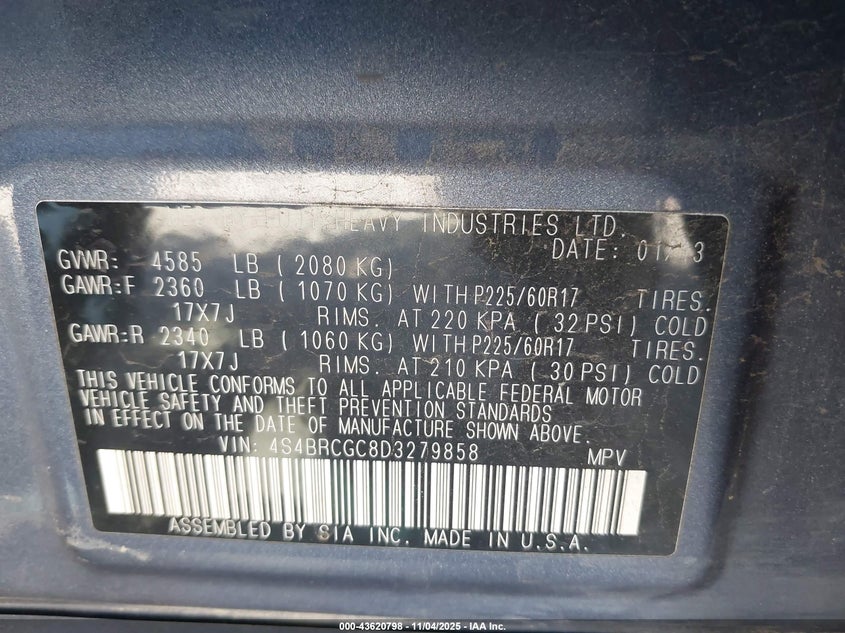 HEAVY INDUSTRIES LTD.
DATE: 01/13
GVWR: 4585 LB ( 2080 KG)
GAWR:F 2360 LB ( 1070 KG) WITH P225/60R17 TIRES.
17X7J RIMS. AT 220 KPA ( 32 PSI) COLD
GAWR:R 2340 LB ( 1060 KG) WITH P225/60R17 TIRES.
17X7J RIMS. AT 210 KPA ( 30 PSI) COLD
THIS VEHICLE CONFORMS TO ALL APPLICABLE FEDERAL MOTOR
VEHICLE SAFETY AND THEFT PREVENTION STANDARDS
IN EFFECT ON THE DATE OF MANUFACTURE SHOWN ABOVE.
VIN: 4S4BRCGC8D3279858 MPV
ASSEMBLED BY SIA INC. MADE IN U.S.A.
000-43620798 - 11/04/2025 - IAA Inc.